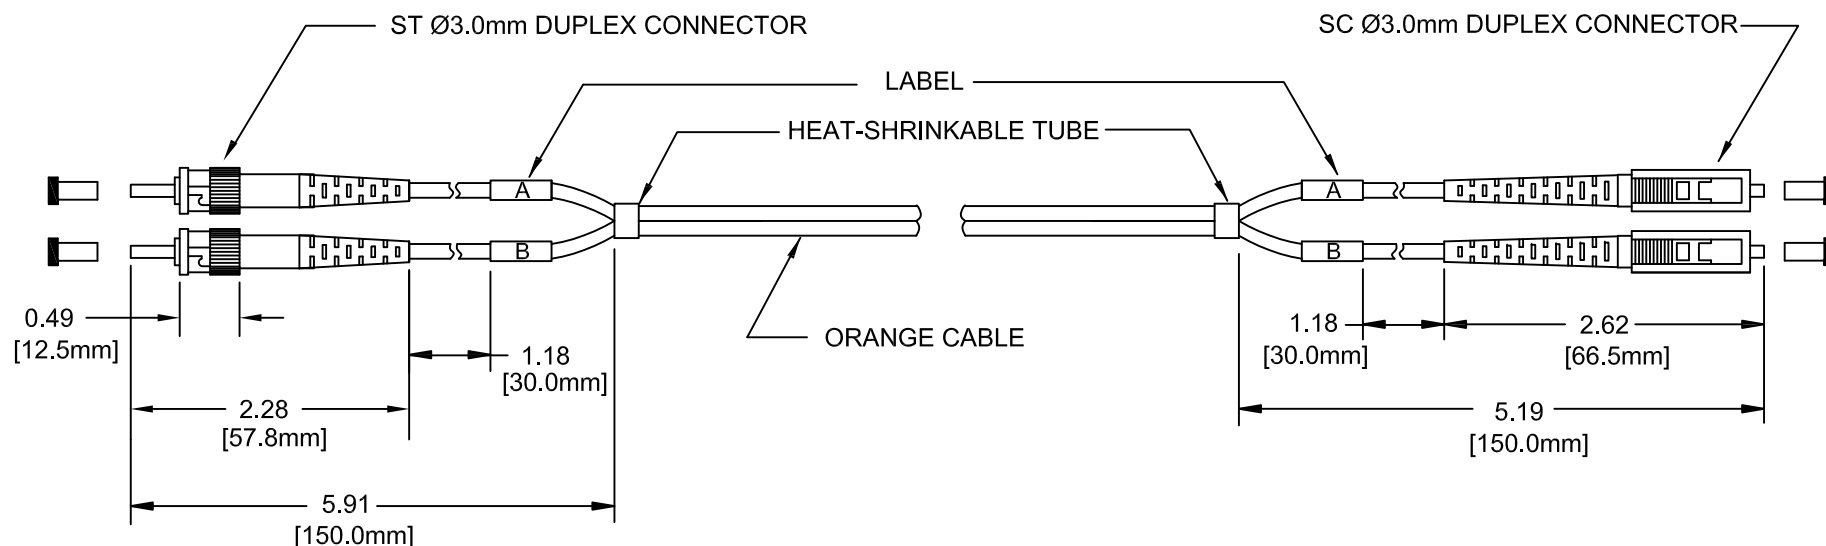 ST Ø3.0mm DUPLEX CONNECTOR
SC Ø3.0mm DUPLEX CONNECTOR
LABEL
HEAT-SHRINKABLE TUBE
A
A
B
B
ORANGE CABLE
0.49
[12.5mm]
1.18
[30.0mm]
2.28
[57.8mm]
5.91
[150.0mm]
1.18
[30.0mm]
2.62
[66.5mm]
5.19
[150.0mm]